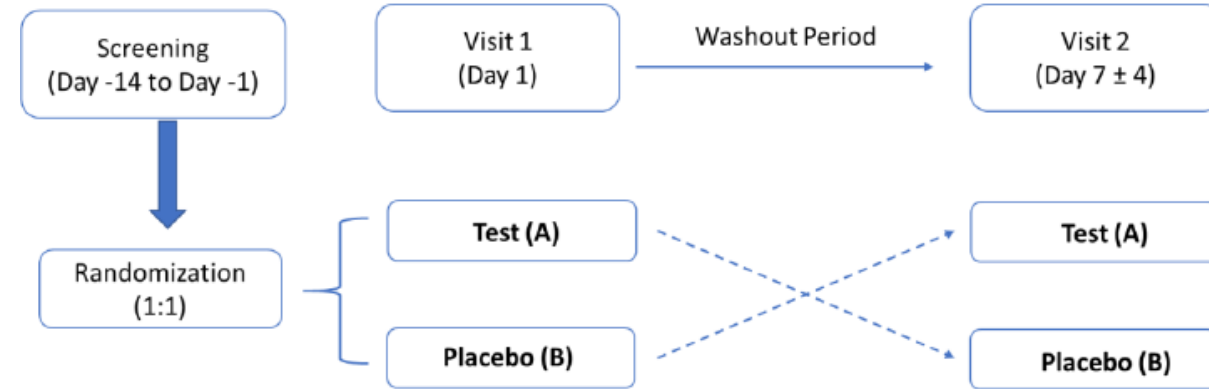 Screening
(Day -14 to Day -1)
Visit 1
(Day 1)
Washout Period
Visit 2
(Day 7 ± 4)
Randomization
(1:1)
Test (A)
Placebo (B)
Test (A)
Placebo (B)